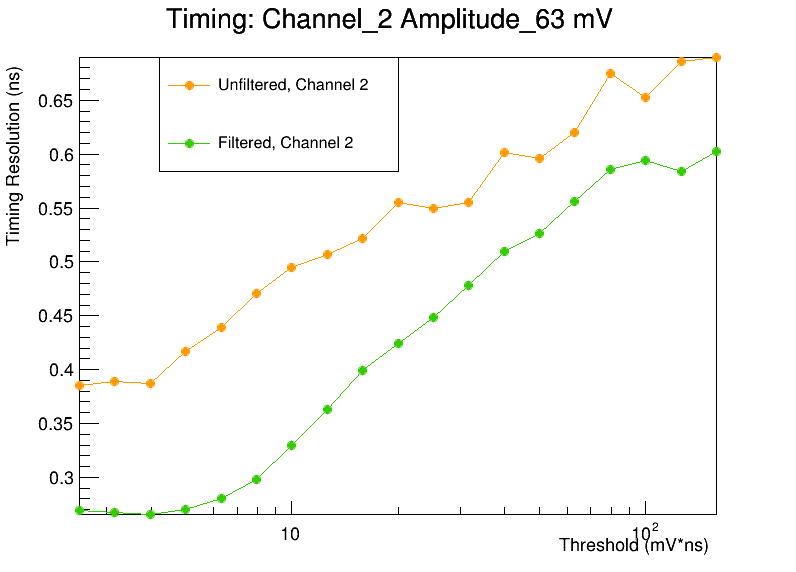 Timing: Channel_2 Amplitude_63 mV
Timing Resolution (ns)
Unfiltered, Channel 2
Filtered, Channel 2
0.65
0.6
0.55
0.5
0.45
0.4
0.35
0.3
10
10²
Threshold (mV*ns)